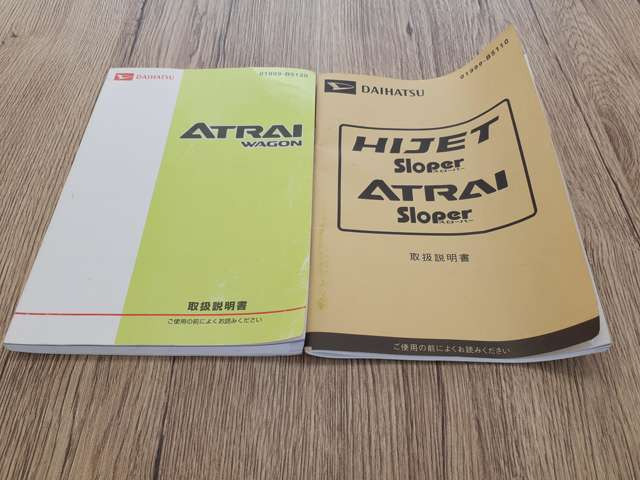 DAIHATSU
01999-B5120
ATRAI
WAGON
取扱説明書
ご使用の前によくお読みください
DAIHATSU
01999-B5110
HIJET
Sloper
スローパー
ATRAI
Sloper
スローパー
取扱説明書
ご使用の前によくお読みください